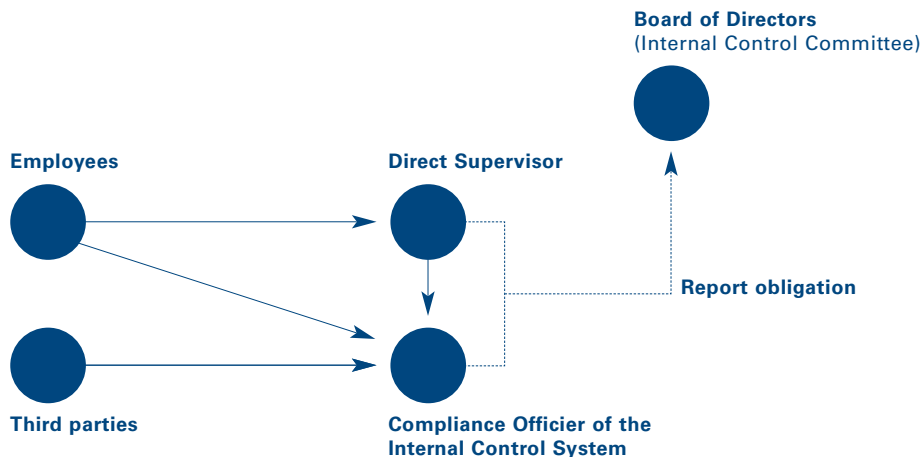 Board of Directors
(Internal Control Committee)
Employees
Direct Supervisor
Report obligation
Third parties
Compliance Officier of the
Internal Control System